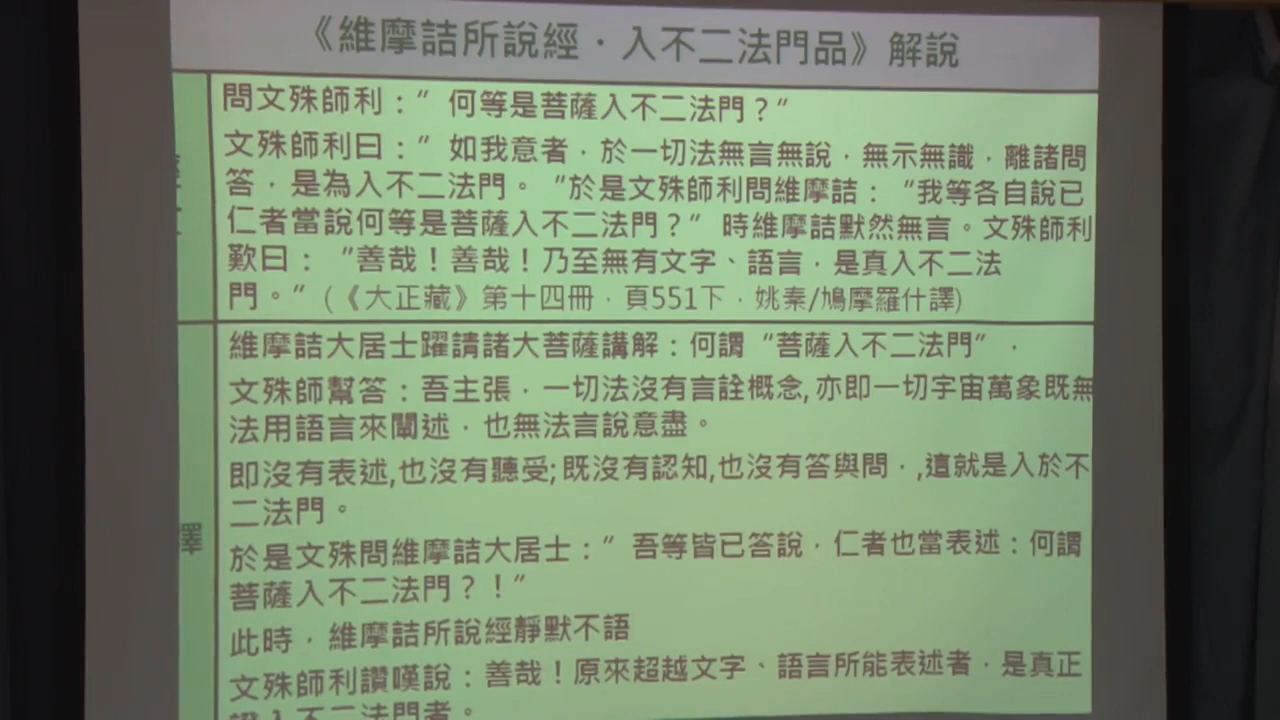 《維摩詰所說經．入不二法門品》解說
問文殊師利：”何等是菩薩入不二法門？“
文殊師利曰：”如我意者．於一切法無言無說．無示無識．離諸問
答．是為入不二法門。“於是文殊師利問維摩詰：“我等各自說已
仁者當說何等是菩薩入不二法門？”時維摩詰默然無言。文殊師利
歎曰：“善哉！善哉！乃至無有文字、語言．是真入不二法
門。”(《大正藏》第十四冊．頁551下．姚秦/鳩摩羅什譯)
維摩詰大居士躍請諸大菩薩講解：何謂“菩薩入不二法門”．
文殊師幫答：吾主張．一切法沒有言詮概念,亦即一切宇宙萬象既無
法用語言來闡述．也無法言說意盡。
即沒有表述,也沒有聽受;既沒有認知,也沒有答與問．,這就是入於不
二法門。
釋
於是文殊問維摩詰大居士：”吾等皆已答說．仁者也當表述：何謂
菩薩入不二法門？！”
此時．維摩詰所說經靜默不語
文殊師利讚嘆說：善哉！原來超越文字、語言所能表述者．是真正
入不二法門者。